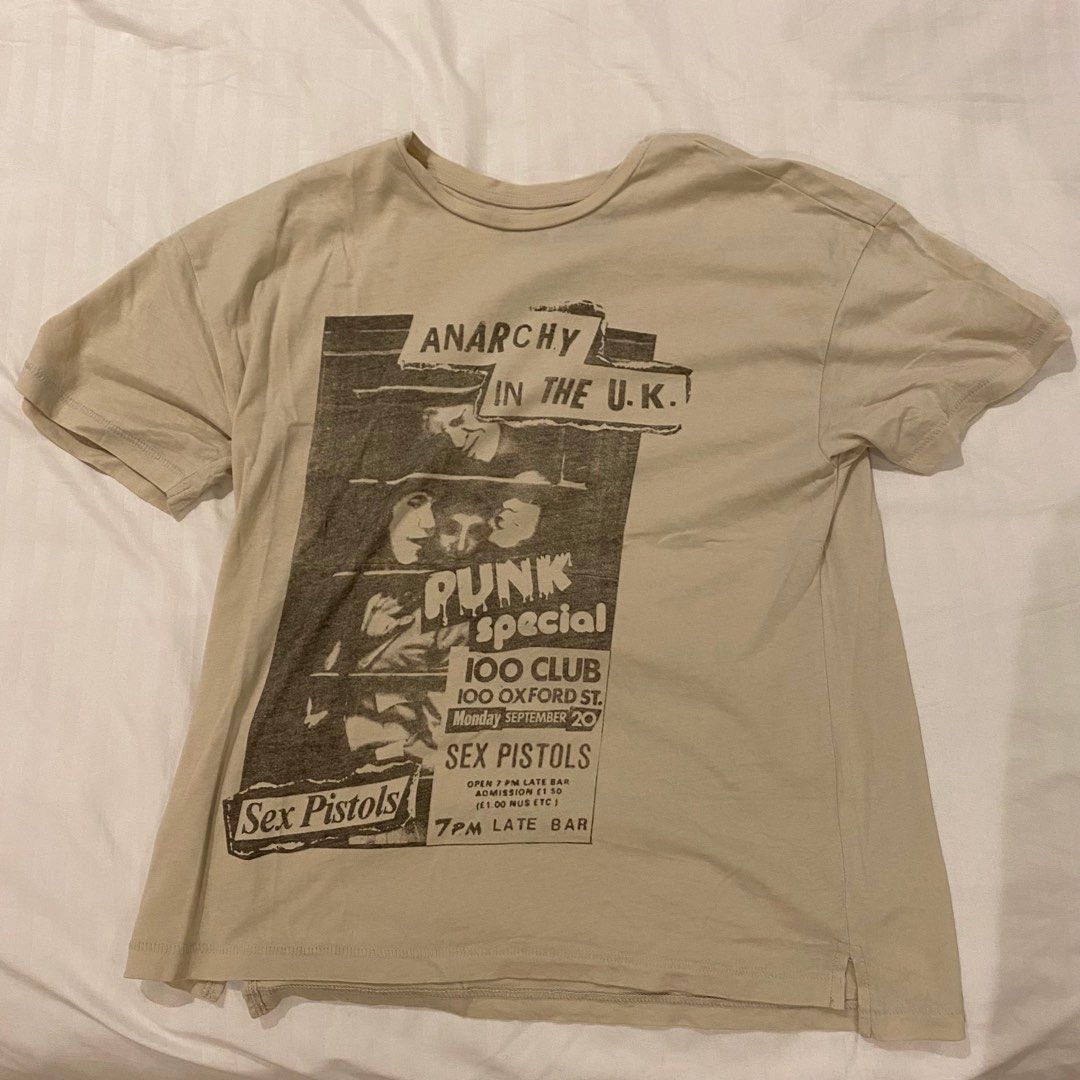 ANARCHY
IN THE U.K.
PUNK
special
100 CLUB
100 OXFORD ST.
Monday SEPTEMBER 20
SEX PISTOLS
OPEN 7 PM LATE BAR
ADMISSION £1 50
(£1.00 NUS ETC)
7PM LATE BAR
Sex Pistols